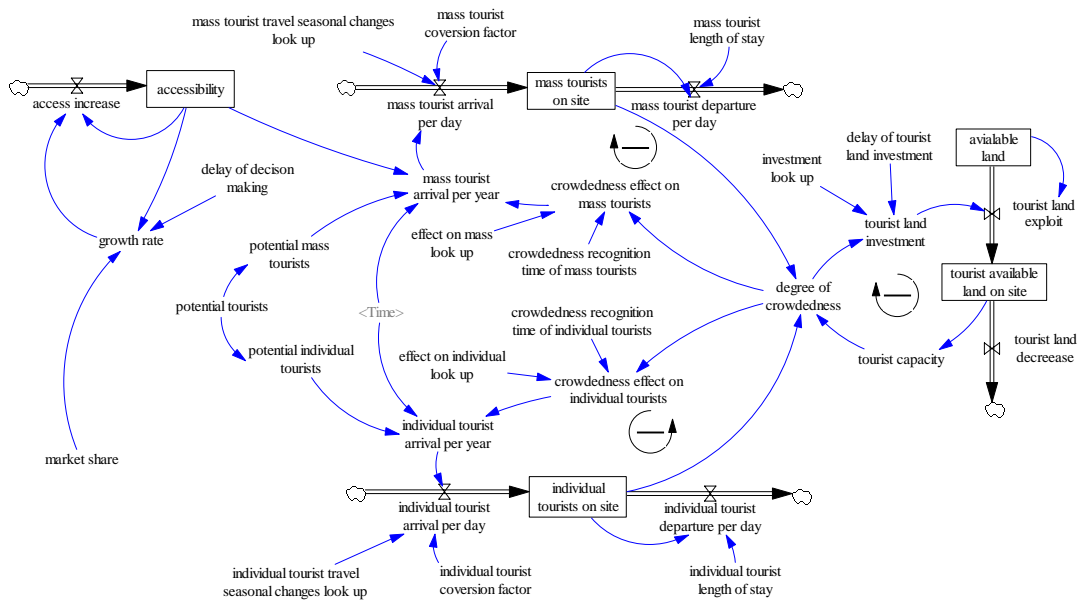 mass tourist travel seasonal changes
look up
mass tourist
coversion factor
mass tourist
length of stay
accessibility
access increase
mass tourists
on site
mass tourist arrival
per day
mass tourist departure
per day
delay of tourist
land investment
avialable
land
investment
look up
delay of decison
making
mass tourist
arrival per year
crowdedness effect on
mass tourists
tourist land
exploit
tourist land
investment
growth rate
potential mass
tourists
effect on mass
look up
crowdedness recognition
time of mass tourists
tourist available
land on site
degree of
crowdedness
potential tourists
<Time>
crowdedness recognition
time of individual tourists
tourist land
decreease
potential individual
tourists
effect on individual
look up
tourist capacity
crowdedness effect on
individual tourists
individual tourist
arrival per year
market share
individual
tourists on site
individual tourist
arrival per day
individual tourist
departure per day
individual tourist travel
seasonal changes look up
individual tourist
coversion factor
individual tourist
length of stay